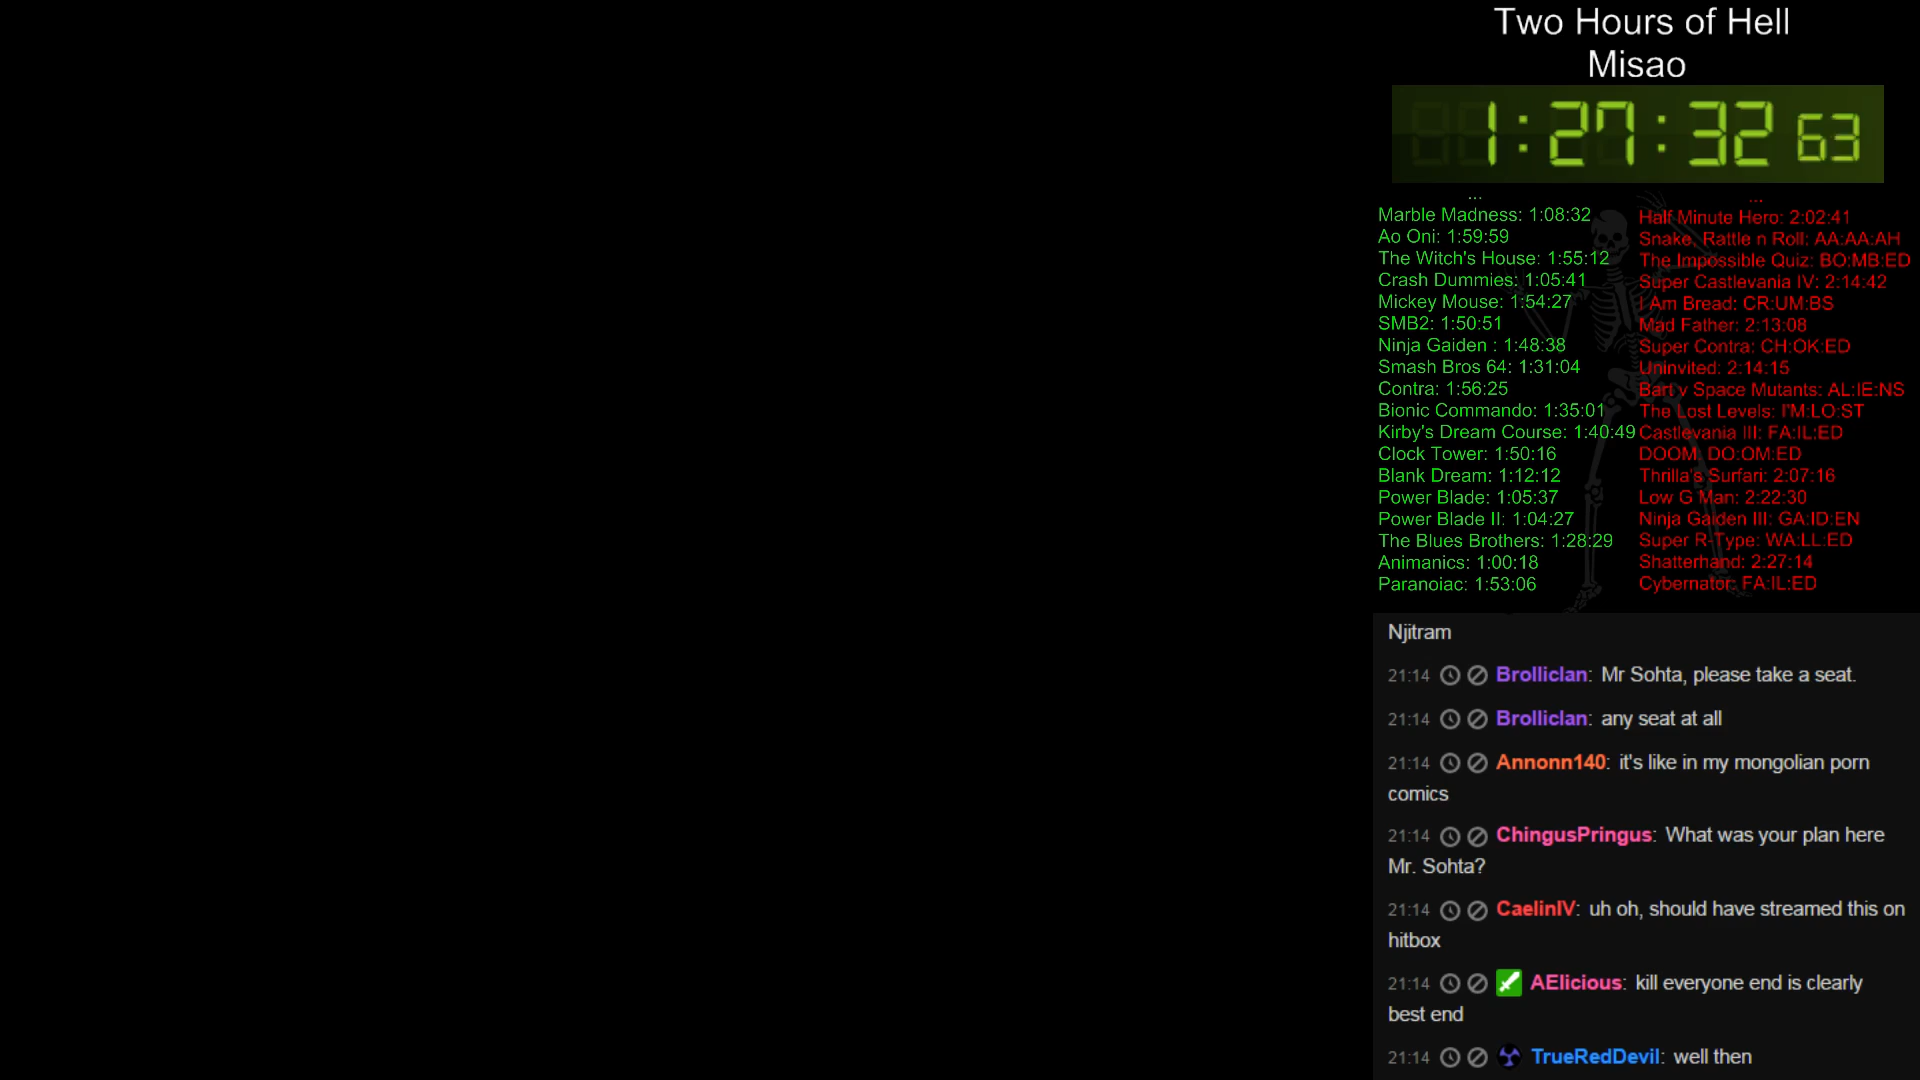 Two Hours of Hell
Misao
1:27:32 63
...
Marble Madness: 1:08:32
Ao Oni: 1:59:59
The Witch's House: 1:55:12
Crash Dummies: 1:05:41
Mickey Mouse: 1:54:27
SMB2: 1:50:51
Ninja Gaiden : 1:48:38
Smash Bros 64: 1:31:04
Contra: 1:56:25
Bionic Commando: 1:35:01
Kirby's Dream Course: 1:40:49
Clock Tower: 1:50:16
Blank Dream: 1:12:12
Power Blade: 1:05:37
Power Blade II: 1:04:27
The Blues Brothers: 1:28:29
Animanics: 1:00:18
Paranoiac: 1:53:06
...
Half Minute Hero: 2:02:41
Snake, Rattle n Roll: AA:AA:AH
The Impossible Quiz: BO:MB:ED
Super Castlevania IV: 2:14:42
I Am Bread: CR:UM:BS
Mad Father: 2:13:08
Super Contra: CH:OK:ED
Uninvited: 2:14:15
Bart v Space Mutants: AL:IE:NS
The Lost Levels: I'M:LO:ST
Castlevania III: FA:IL:ED
DOOM: DO:OM:ED
Thrilla's Surfari: 2:07:16
Low G Man: 2:22:30
Ninja Gaiden III: GA:ID:EN
Super R-Type: WA:LL:ED
Shatterhand: 2:27:14
Cybernator: FA:IL:ED
Njitram
21:14 Brolliclan: Mr Sohta, please take a seat.
21:14 Brolliclan: any seat at all
21:14 Annonn140: it's like in my mongolian porn
comics
21:14 ChingusPringus: What was your plan here
Mr. Sohta?
21:14 CaelinIV: uh oh, should have streamed this on
hitbox
21:14 AElicious: kill everyone end is clearly
best end
21:14 TrueRedDevil: well then